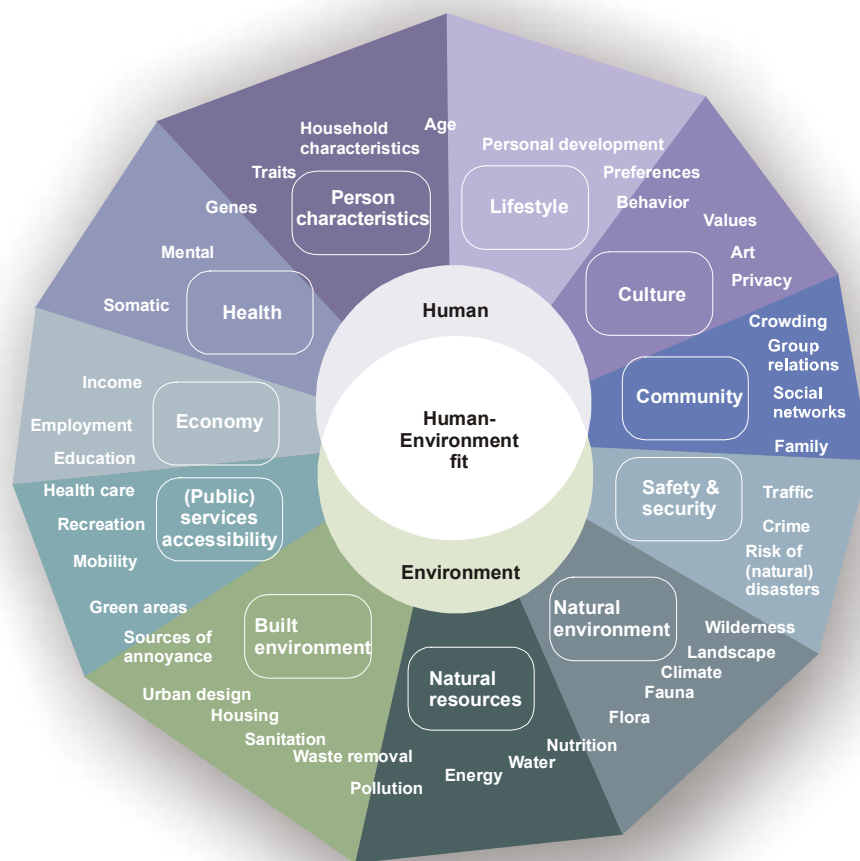 Household
characteristics
Age
Traits
Genes
Person
characteristics
Personal development
Preferences
Behavior
Lifestyle
Values
Art
Privacy
Culture
Crowding
Group
relations
Social
networks
Family
Community
Safety &
security
Traffic
Crime
Risk of
(natural)
disasters
Natural
environment
Wilderness
Landscape
Climate
Fauna
Flora
Natural
resources
Nutrition
Water
Energy
Pollution
Built
environment
Green areas
Sources of
annoyance
Urban design
Housing
Sanitation
Waste removal
(Public)
services
accessibility
Health care
Recreation
Mobility
Economy
Income
Employment
Education
Health
Mental
Somatic
Human
Human-
Environment
fit
Environment